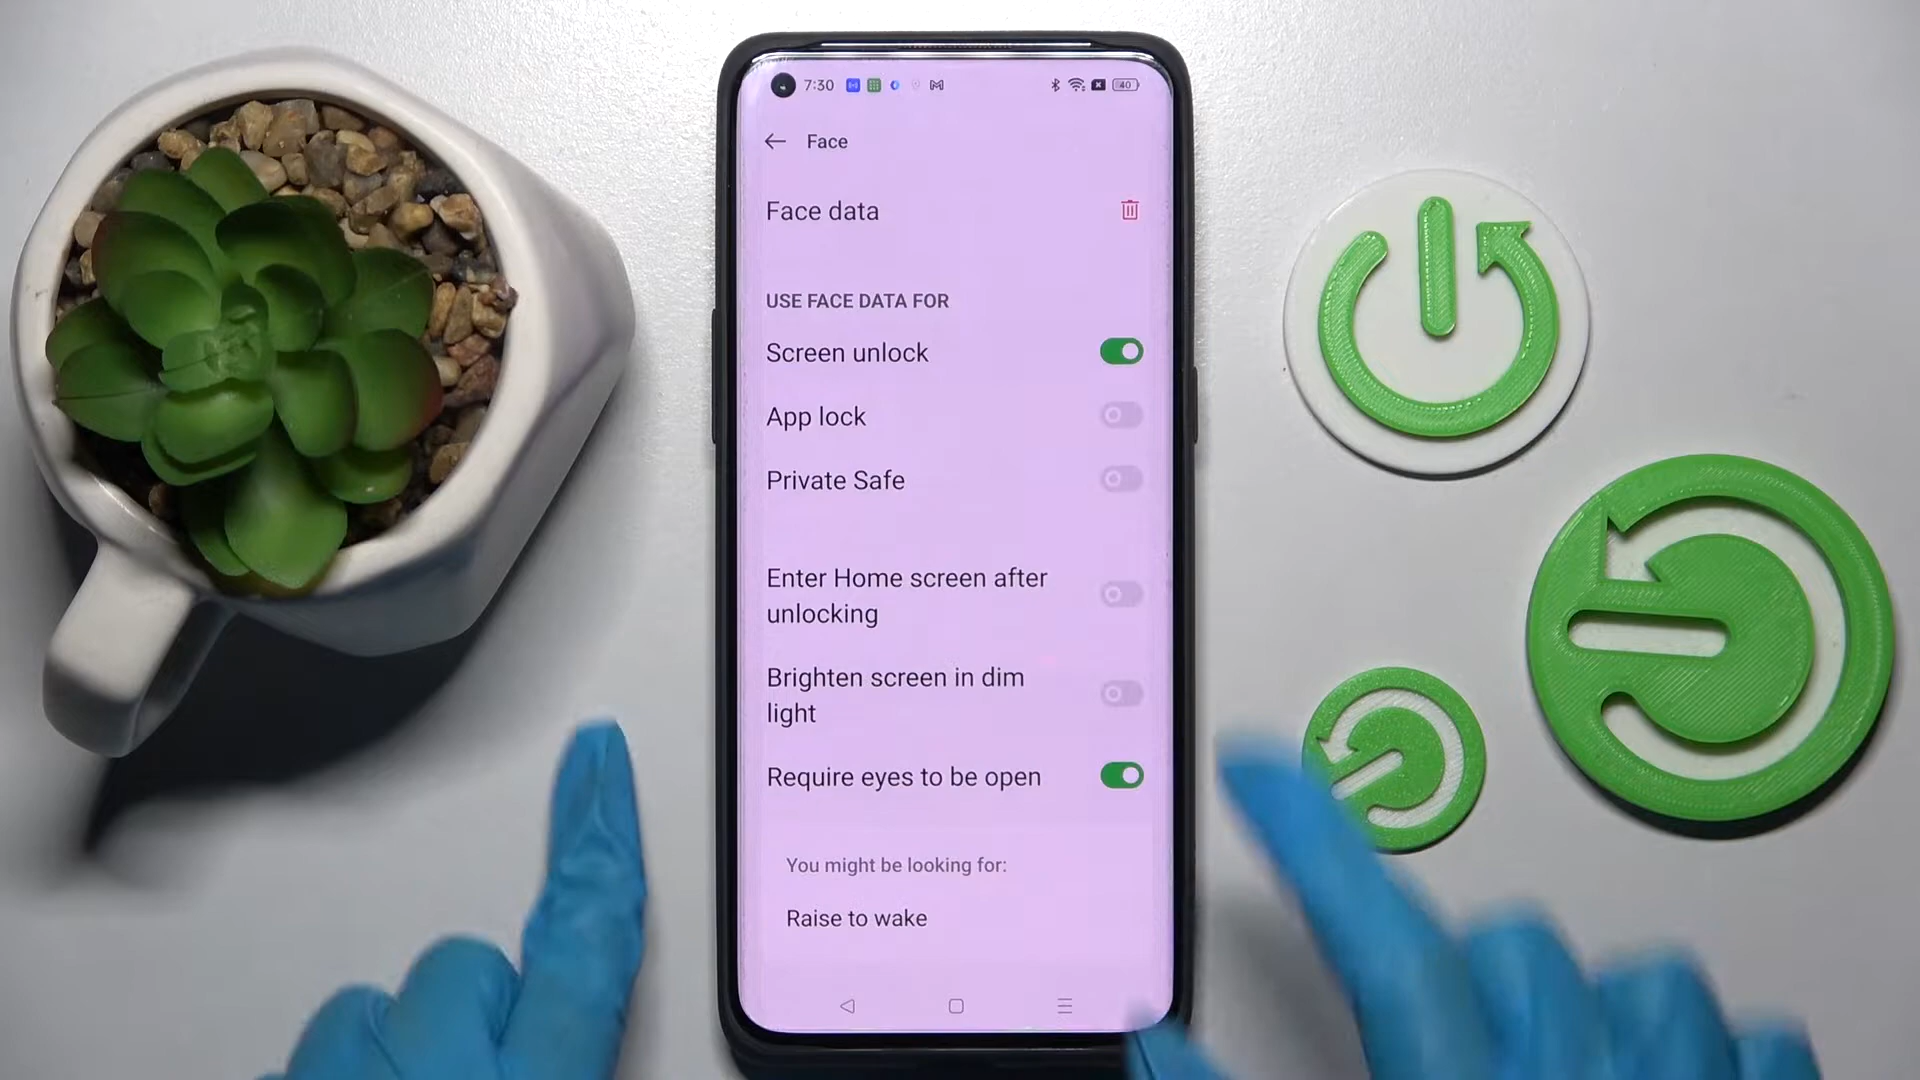 7:30
40
Face
Face data
USE FACE DATA FOR
Screen unlock
App lock
Private Safe
Enter Home screen after
unlocking
Brighten screen in dim
light
Require eyes to be open
You might be looking for:
Raise to wake